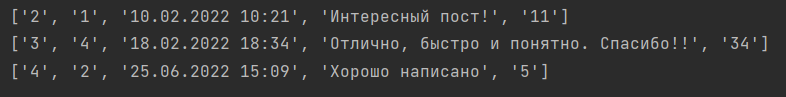 ['2', '1', '10.02.2022 10:21', 'Интересный пост!', '11']
['3', '4', '18.02.2022 18:34', 'Отлично, быстро и понятно. Спасибо!!', '34']
['4', '2', '25.06.2022 15:09', 'Хорошо написано', '5']